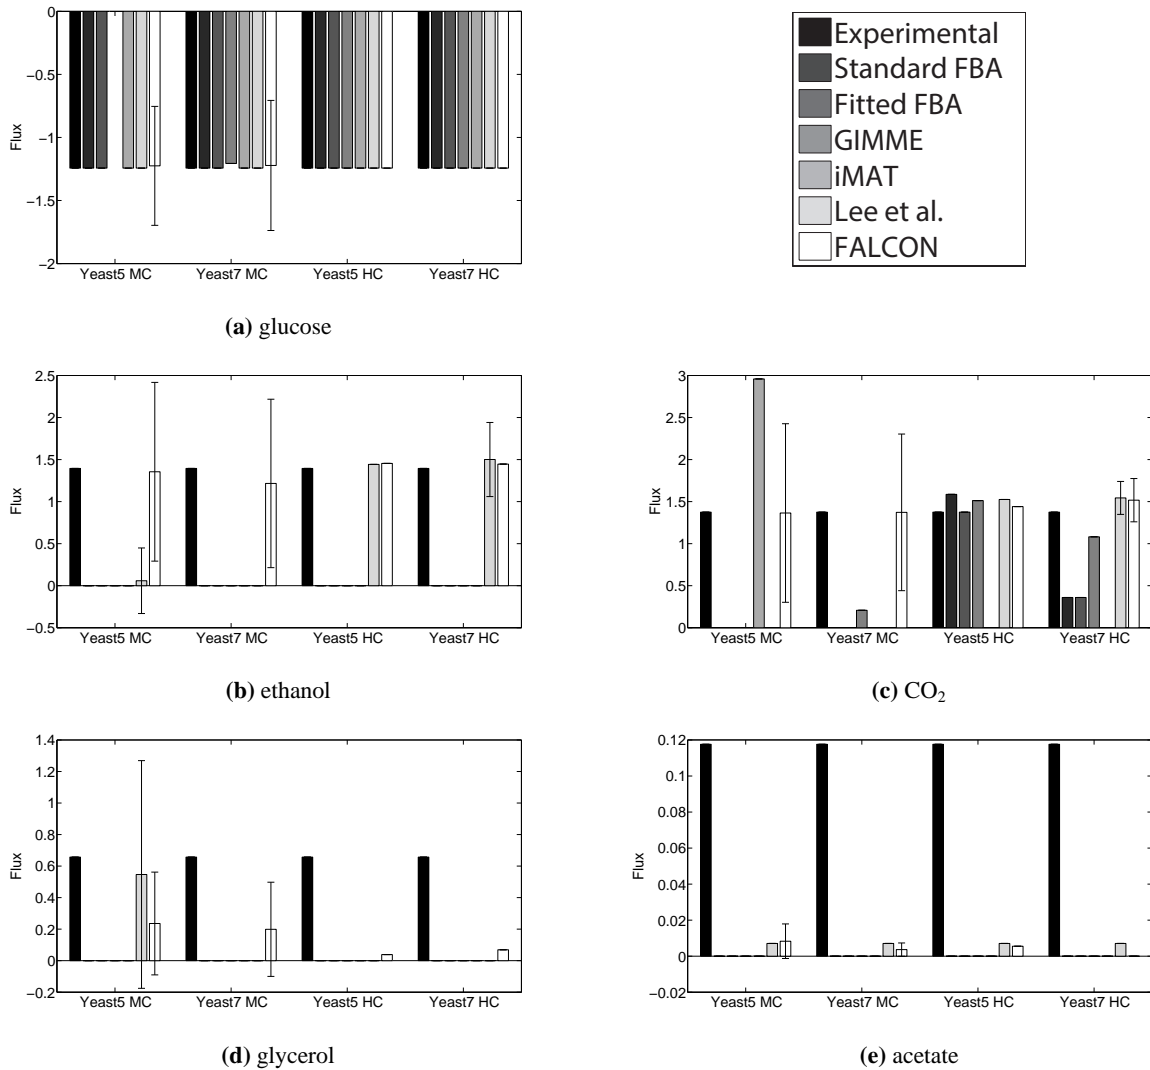 0
−0.5
−1
−1.5
−2
Flux
Yeast5 MC Yeast7 MC Yeast5 HC Yeast7 HC
(a) glucose
Experimental
Standard FBA
Fitted FBA
GIMME
iMAT
Lee et al.
FALCON
2.5
2
1.5
1
0.5
0
−0.5
Flux
Yeast5 MC Yeast7 MC Yeast5 HC Yeast7 HC
(b) ethanol
3
2.5
2
1.5
1
0.5
0
Flux
Yeast5 MC Yeast7 MC Yeast5 HC Yeast7 HC
(c) CO₂
1.4
1.2
1
0.8
0.6
0.4
0.2
0
−0.2
Flux
Yeast5 MC Yeast7 MC Yeast5 HC Yeast7 HC
(d) glycerol
0.12
0.1
0.08
0.06
0.04
0.02
0
−0.02
Flux
Yeast5 MC Yeast7 MC Yeast5 HC Yeast7 HC
(e) acetate